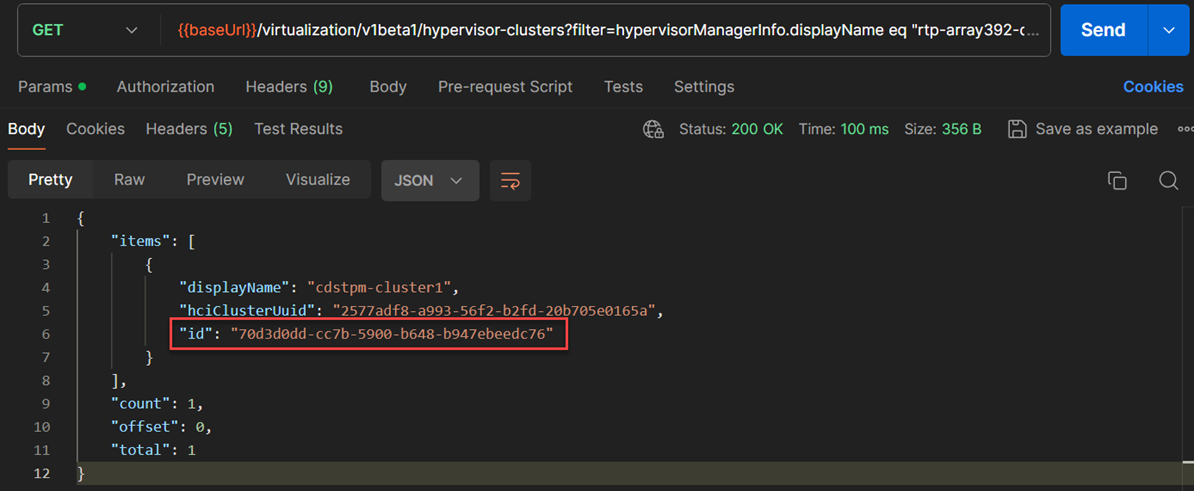 GET {{baseUrl}}/virtualization/v1beta1/hypervisor-clusters?filter=hypervisorManagerInfo.displayName eq "rtp-array392-c... Send
Params Authorization Headers (9) Body Pre-request Script Tests Settings Cookies
Body Cookies Headers (5) Test Results Status: 200 OK Time: 100 ms Size: 356 B Save as example
Pretty Raw Preview Visualize JSON
1 {
2 "items": [
3 {
4 "displayName": "cdstpm-cluster1",
5 "hciClusterUuid": "2577adf8-a993-56f2-b2fd-20b705e0165a",
6 "id": "70d3d0dd-cc7b-5900-b648-b947ebeedc76"
7 }
8 ],
9 "count": 1,
10 "offset": 0,
11 "total": 1
12 }